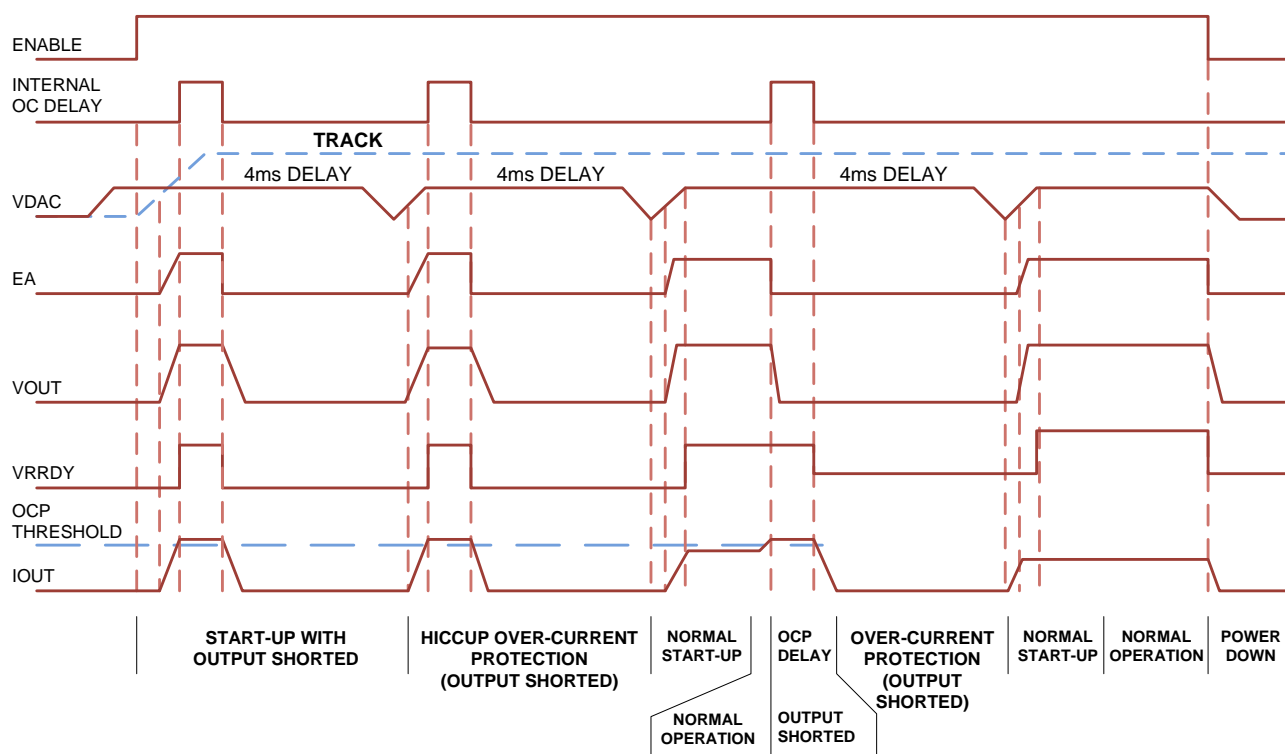 ENABLE
INTERNAL
OC DELAY
TRACK
4ms DELAY
4ms DELAY
4ms DELAY
VDAC
EA
VOUT
VRRDY
OCP
THRESHOLD
IOUT
START-UP WITH
OUTPUT SHORTED
HICCUP OVER-CURRENT
PROTECTION
(OUTPUT SHORTED)
NORMAL
START-UP
OCP
DELAY
OVER-CURRENT
PROTECTION
(OUTPUT
SHORTED)
NORMAL
START-UP
NORMAL
OPERATION
POWER
DOWN
NORMAL
OPERATION
OUTPUT
SHORTED